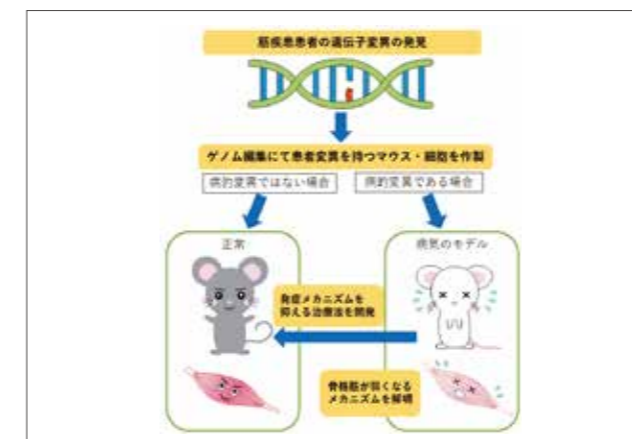 筋疾患患者の遺伝子変異の発見
ゲノム編集にて患者変異を持つマウス・細胞を作製
病的変異ではない場合
病的変異である場合
正常
病気のモデル
発症メカニズムを
抑える治療法を開発
骨格筋が弱くなる
メカニズムを解明